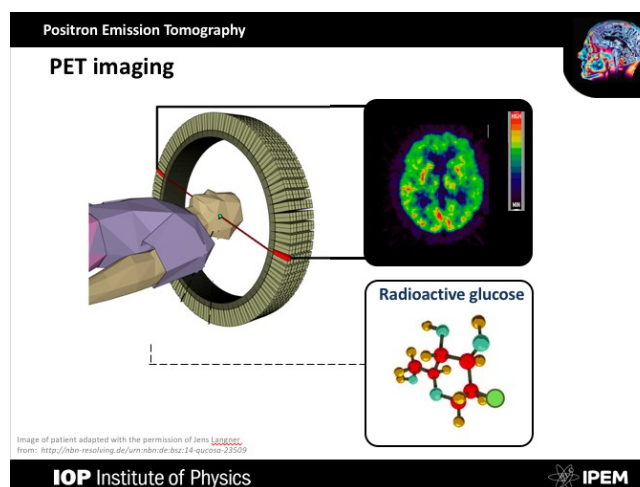 Positron Emission Tomography
PET imaging
Radioactive glucose
Image of patient adapted with the permission of Jens Langner
from: http://nbn-resolving.de/urn:nbn:de:bsz:14-qucosa-23509
IOP Institute of Physics
IPEM